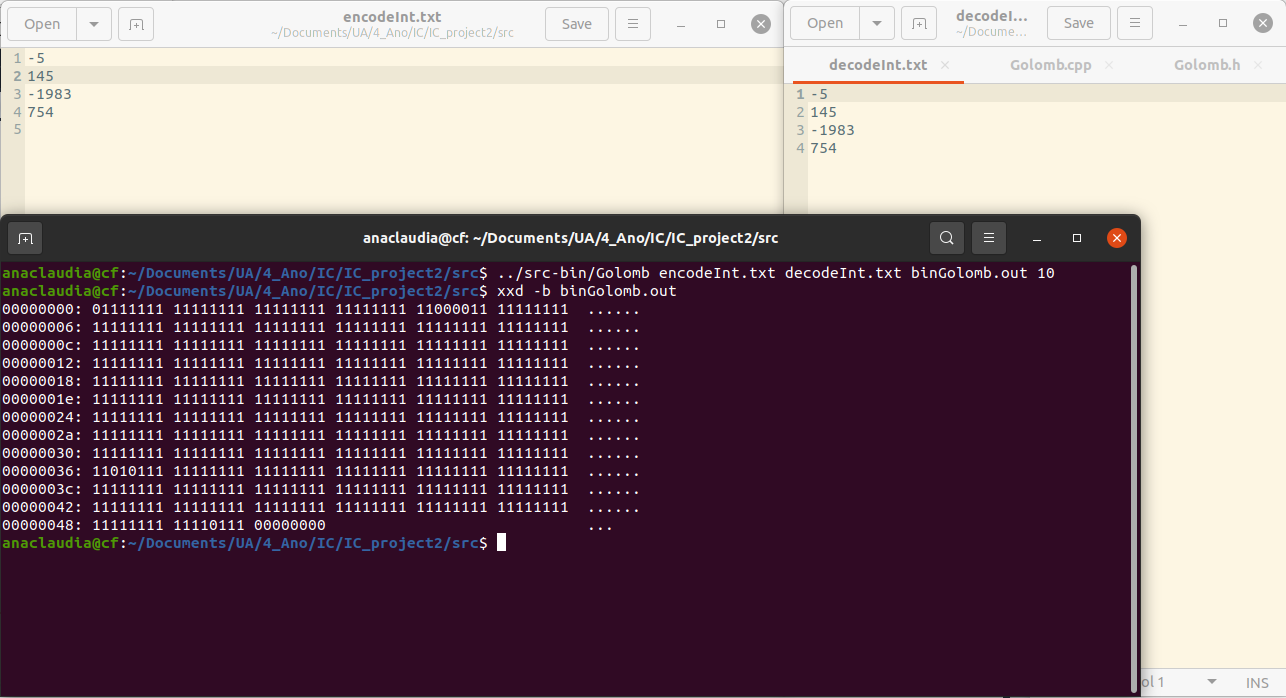 Open
encodeInt.txt
~/Documents/UA/4_Ano/IC/IC_project2/src
Save
1 -5
2 145
3 -1983
4 754
5
Open
decodeI...
~/Docume...
Save
decodeInt.txt
Golomb.cpp
Golomb.h
1 -5
2 145
3 -1983
4 754
anaclaudia@cf: ~/Documents/UA/4_Ano/IC/IC_project2/src
anaclaudia@cf:~/Documents/UA/4_Ano/IC/IC_project2/src$ ../src-bin/Golomb encodeInt.txt decodeInt.txt binGolomb.out 10
anaclaudia@cf:~/Documents/UA/4_Ano/IC/IC_project2/src$ xxd -b binGolomb.out
00000000: 01111111 11111111 11111111 11111111 11000011 11111111 ......
00000006: 11111111 11111111 11111111 11111111 11111111 11111111 ......
0000000c: 11111111 11111111 11111111 11111111 11111111 11111111 ......
00000012: 11111111 11111111 11111111 11111111 11111111 11111111 ......
00000018: 11111111 11111111 11111111 11111111 11111111 11111111 ......
0000001e: 11111111 11111111 11111111 11111111 11111111 11111111 ......
00000024: 11111111 11111111 11111111 11111111 11111111 11111111 ......
0000002a: 11111111 11111111 11111111 11111111 11111111 11111111 ......
00000030: 11111111 11111111 11111111 11111111 11111111 11111111 ......
00000036: 11010111 11111111 11111111 11111111 11111111 11111111 ......
0000003c: 11111111 11111111 11111111 11111111 11111111 11111111 ......
00000042: 11111111 11111111 11111111 11111111 11111111 11111111 ......
00000048: 11111111 11110111 00000000 ...
anaclaudia@cf:~/Documents/UA/4_Ano/IC/IC_project2/src$
ol 1
INS